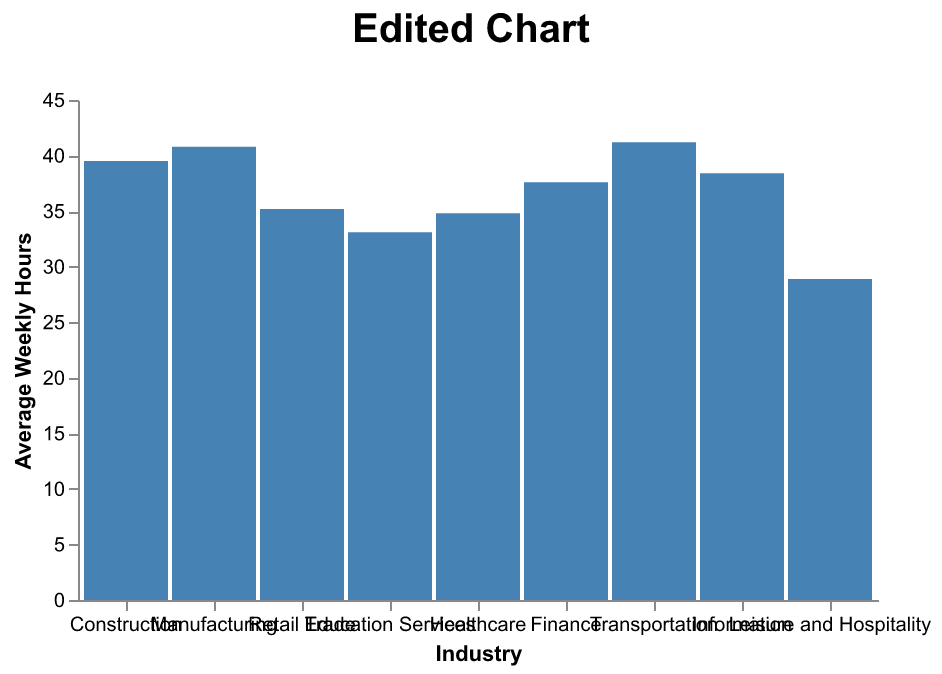 Edited Chart
45
40
35
30
25
20
15
10
5
0
Average Weekly Hours
Construction
Manufacturing
Retail Trade
Education Services
Healthcare
Finance
Transportation
Information
Leisure and Hospitality
Industry